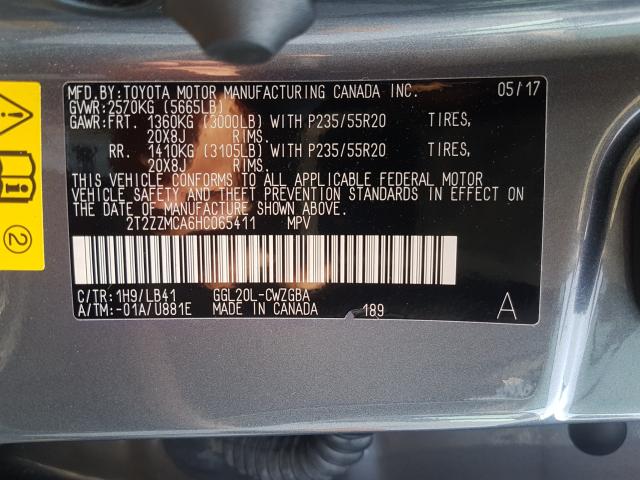 MFD.BY:TOYOTA MOTOR MANUFACTURING CANADA INC. 05/17
GVWR:2570KG (5665LB)
GAWR:FRT. 1360KG (3000LB) WITH P235/55R20 TIRES,
20X8J RIMS.
RR. 1410KG (3105LB) WITH P235/55R20 TIRES,
20X8J RIMS.
THIS VEHICLE CONFORMS TO ALL APPLICABLE FEDERAL MOTOR
VEHICLE SAFETY AND THEFT PREVENTION STANDARDS IN EFFECT ON
THE DATE OF MANUFACTURE SHOWN ABOVE.
2T2ZZMCA6HC065411 MPV
C/TR:1H9/LB41 GGL20L-CWZGBA
A/TM:-01A/U881E MADE IN CANADA 189 A
2